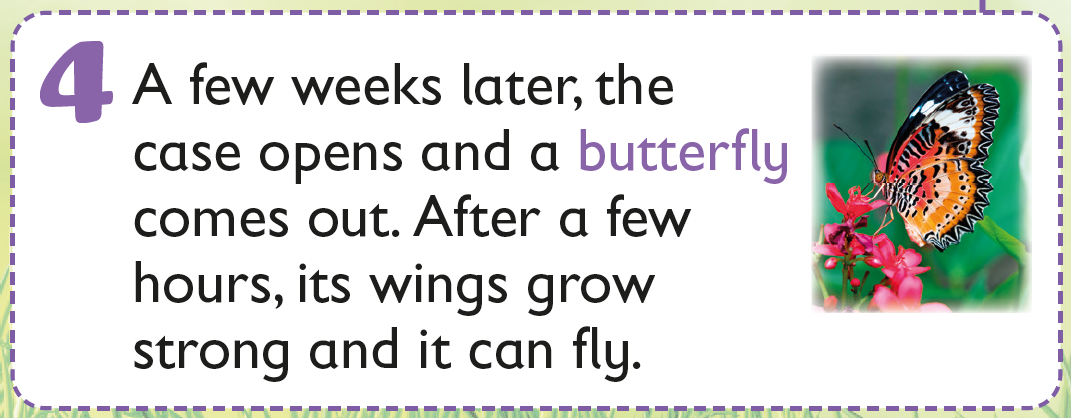 4
A few weeks later, the
case opens and a butterfly
comes out. After a few
hours, its wings grow
strong and it can fly.